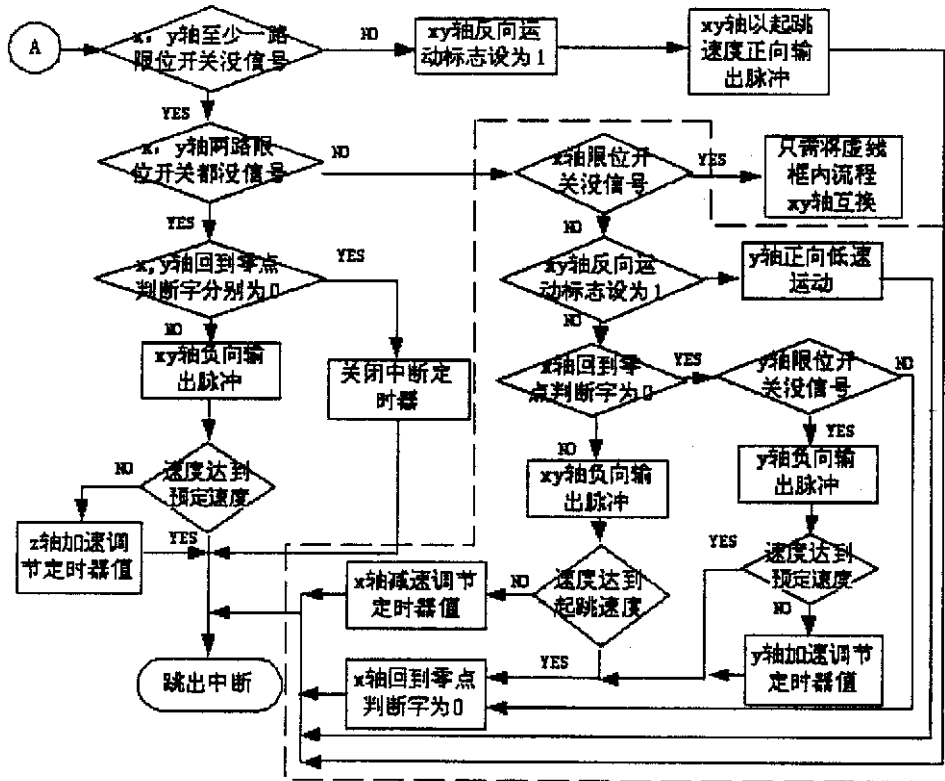 A
x，y轴至少一路
限位开关没信号
NO
xy轴反向运
动标志设为1
xy轴以起跳
速度正向输
出脉冲
YES
x，y轴两路限
位开关都没信号
NO
x轴限位开
关没信号
YES
只需将虚线
框内流程
xy轴互换
YES
NO
x,y轴回到零点
判断字分别为0
YES
xy轴反向运
动标志设为1
y轴正向低速
运动
NO
NO
xy轴负向输
出脉冲
关闭中断定
时器
x轴回到零
点判断字为0
YES
y轴限位开
关没信号
NO
NO
YES
速度达到
预定速度
NO
xy轴负向输
出脉冲
y轴负向输
出脉冲
z轴加速调
节定时器值
YES
x轴减速调节
定时器值
NO
速度达到
起跳速度
YES
速度达到
预定速度
NO
跳出中断
x轴回到零点
判断字为0
YES
y轴加速调节
定时器值